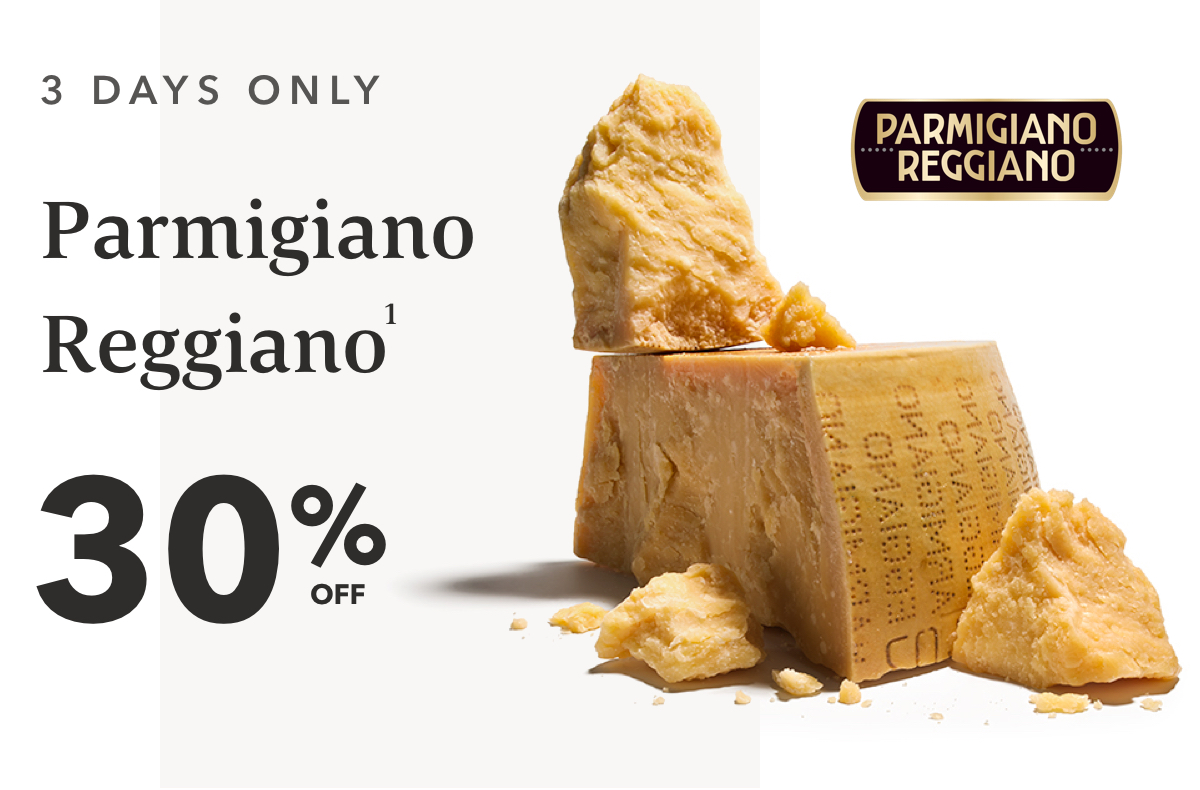 3 DAYS ONLY
Parmigiano
Reggiano¹
30%
OFF
PARMIGIANO
REGGIANO